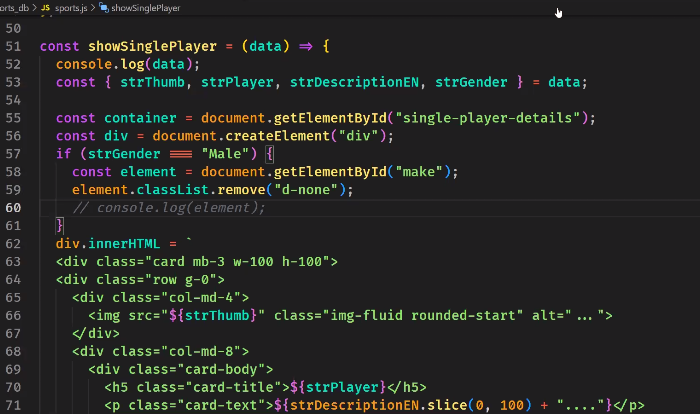 orts_db > JS sports.js > showSinglePlayer
50
51 const showSinglePlayer = (data) => {
52 console.log(data);
53 const { strThumb, strPlayer, strDescriptionEN, strGender } = data;
54
55 const container = document.getElementById("single-player-details");
56 const div = document.createElement("div");
57 if (strGender === "Male") {
58 const element = document.getElementById("make");
59 element.classList.remove("d-none");
60 // console.log(element);
61 }
62 div.innerHTML = `
63 <div class="card mb-3 w-100 h-100">
64 <div class="row g-0">
65 <div class="col-md-4">
66 <img src="${strThumb}" class="img-fluid rounded-start" alt="...">
67 </div>
68 <div class="col-md-8">
69 <div class="card-body">
70 <h5 class="card-title">${strPlayer}</h5>
71 <p class="card-text">${strDescriptionEN.slice(0, 100) + "...."}</p>